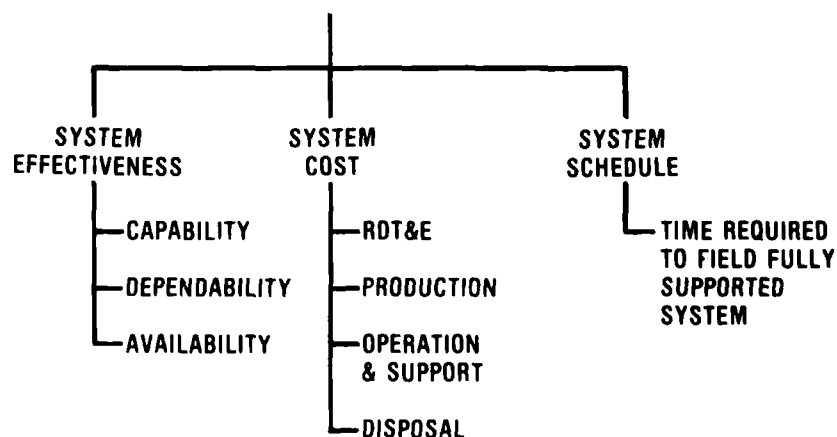 SYSTEM
EFFECTIVENESS
CAPABILITY
DEPENDABILITY
AVAILABILITY
SYSTEM
COST
RDT&E
PRODUCTION
OPERATION
& SUPPORT
DISPOSAL
SYSTEM
SCHEDULE
TIME REQUIRED
TO FIELD FULLY
SUPPORTED
SYSTEM